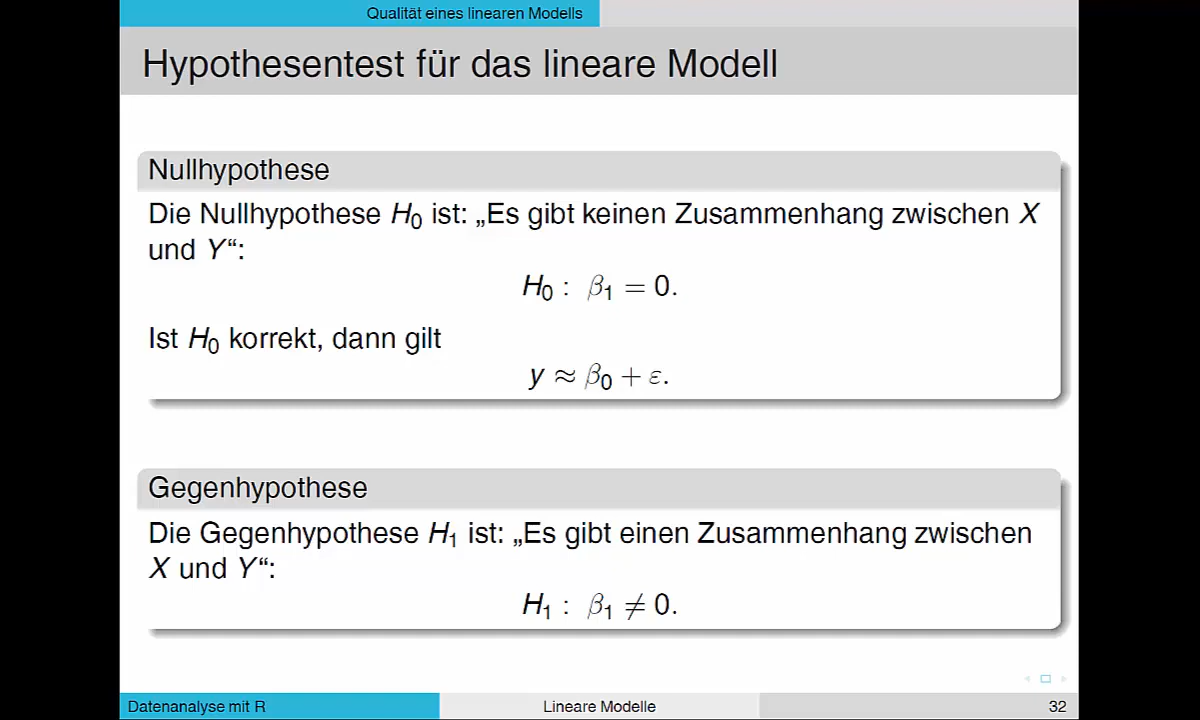 Qualität eines linearen Modells
Hypothesentest für das lineare Modell
Nullhypothese
Die Nullhypothese H₀ ist: „Es gibt keinen Zusammenhang zwischen X
und Y“:
H₀ : β₁ = 0.
Ist H₀ korrekt, dann gilt
y ≈ β₀ + ε.
Gegenhypothese
Die Gegenhypothese H₁ ist: „Es gibt einen Zusammenhang zwischen
X und Y“:
H₁ : β₁ ≠ 0.
Datenanalyse mit R
Lineare Modelle
32